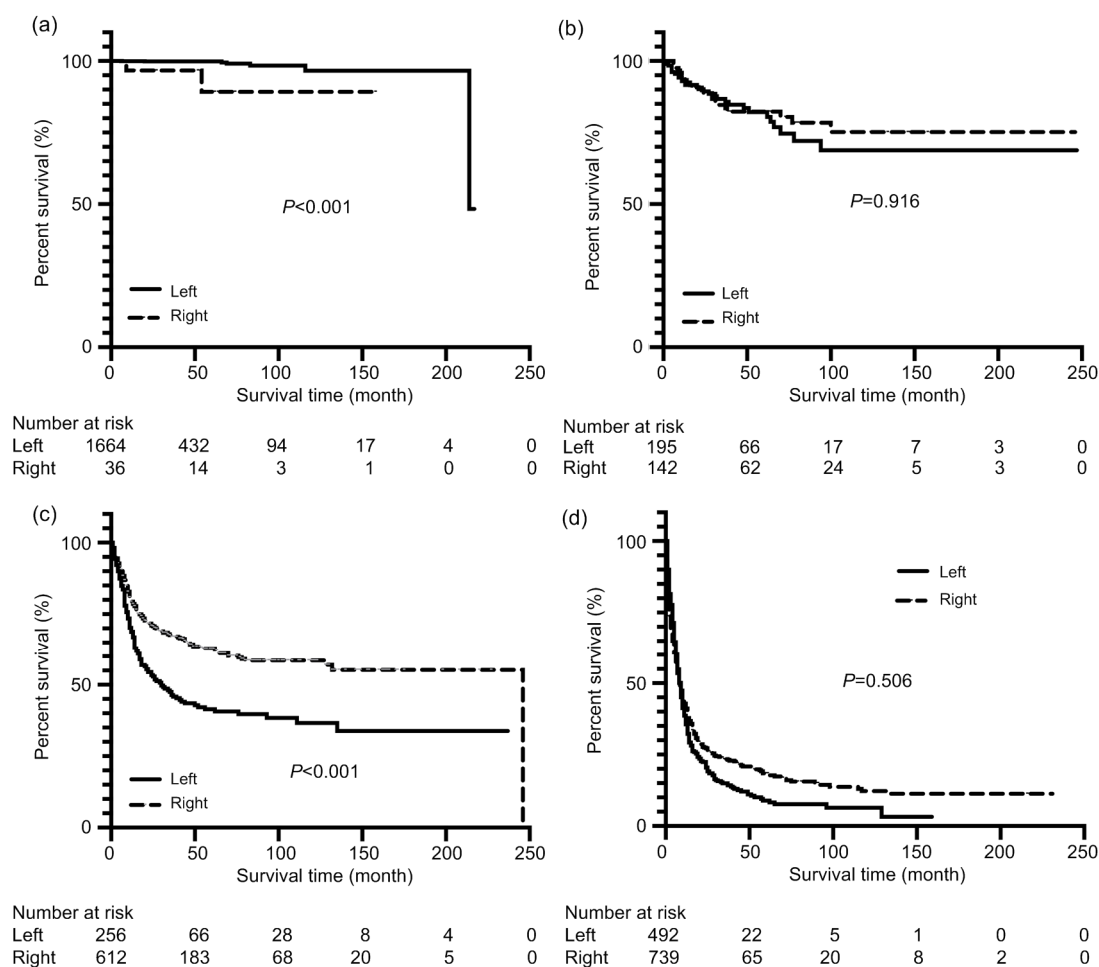 (a)
100
50
0
Percent survival (%)
P<0.001
Left
Right
0 50 100 150 200 250
Survival time (month)
Number at risk
Left 1664 432 94 17 4 0
Right 36 14 3 1 0 0
(b)
100
50
0
Percent survival (%)
P=0.916
Left
Right
0 50 100 150 200 250
Survival time (month)
Number at risk
Left 195 66 17 7 3 0
Right 142 62 24 5 3 0
(c)
100
50
0
Percent survival (%)
P<0.001
Left
Right
0 50 100 150 200 250
Survival time (month)
Number at risk
Left 256 66 28 8 4 0
Right 612 183 68 20 5 0
(d)
100
50
0
Percent survival (%)
Left
Right
P=0.506
0 50 100 150 200 250
Survival time (month)
Number at risk
Left 492 22 5 1 0 0
Right 739 65 20 8 2 0